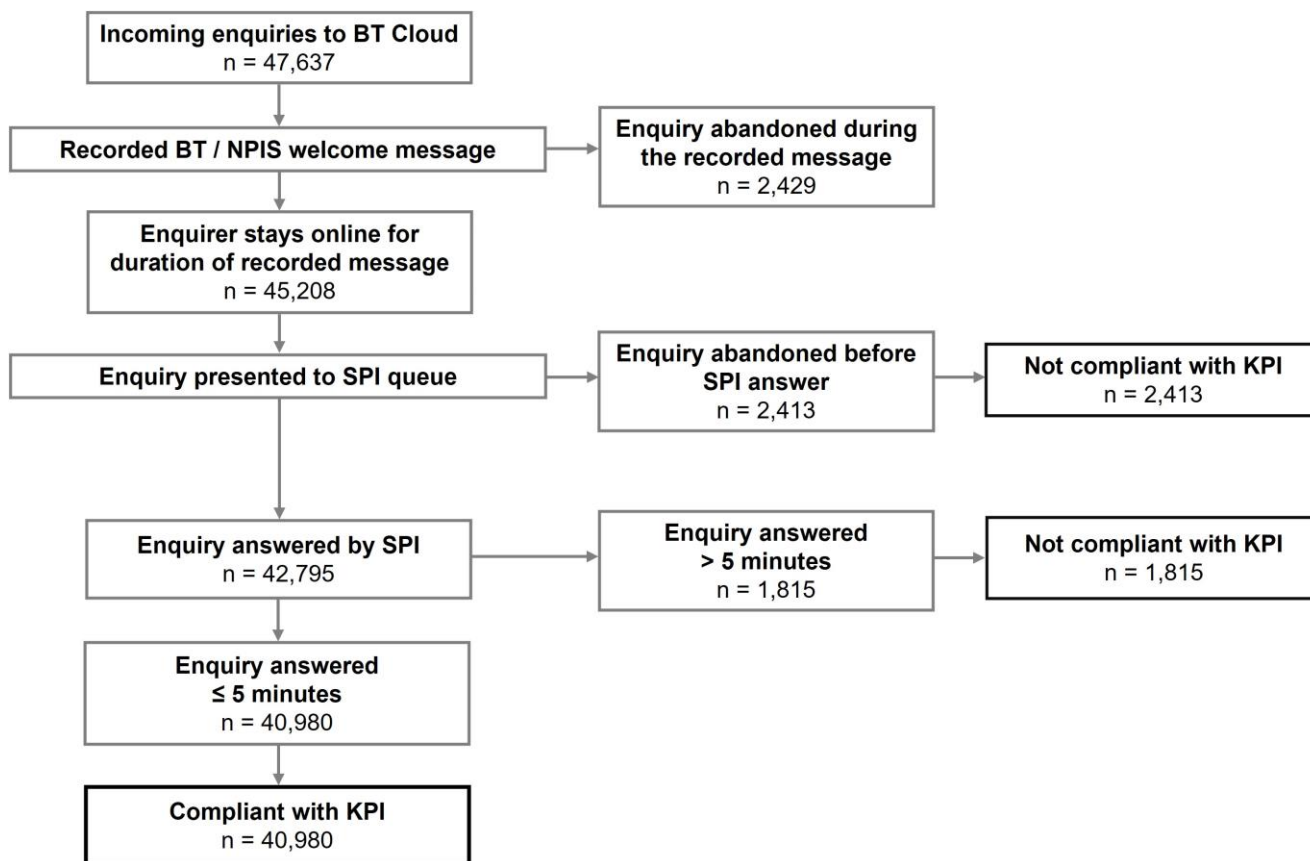 Incoming enquiries to BT Cloud
n = 47,637
Recorded BT / NPIS welcome message
Enquiry abandoned during
the recorded message
n = 2,429
Enquirer stays online for
duration of recorded message
n = 45,208
Enquiry presented to SPI queue
Enquiry abandoned before
SPI answer
n = 2,413
Not compliant with KPI
n = 2,413
Enquiry answered by SPI
n = 42,795
Enquiry answered
> 5 minutes
n = 1,815
Not compliant with KPI
n = 1,815
Enquiry answered
≤ 5 minutes
n = 40,980
Compliant with KPI
n = 40,980